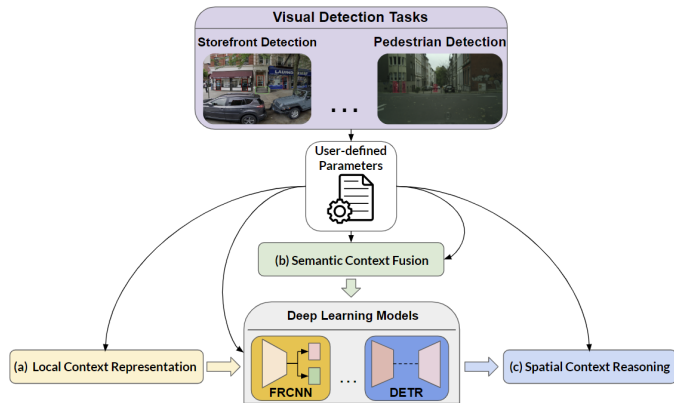 Visual Detection Tasks
Storefront Detection
Pedestrian Detection
. . .
User-defined
Parameters
(b) Semantic Context Fusion
Deep Learning Models
(a) Local Context Representation
FRCNN
...
DETR
(c) Spatial Context Reasoning